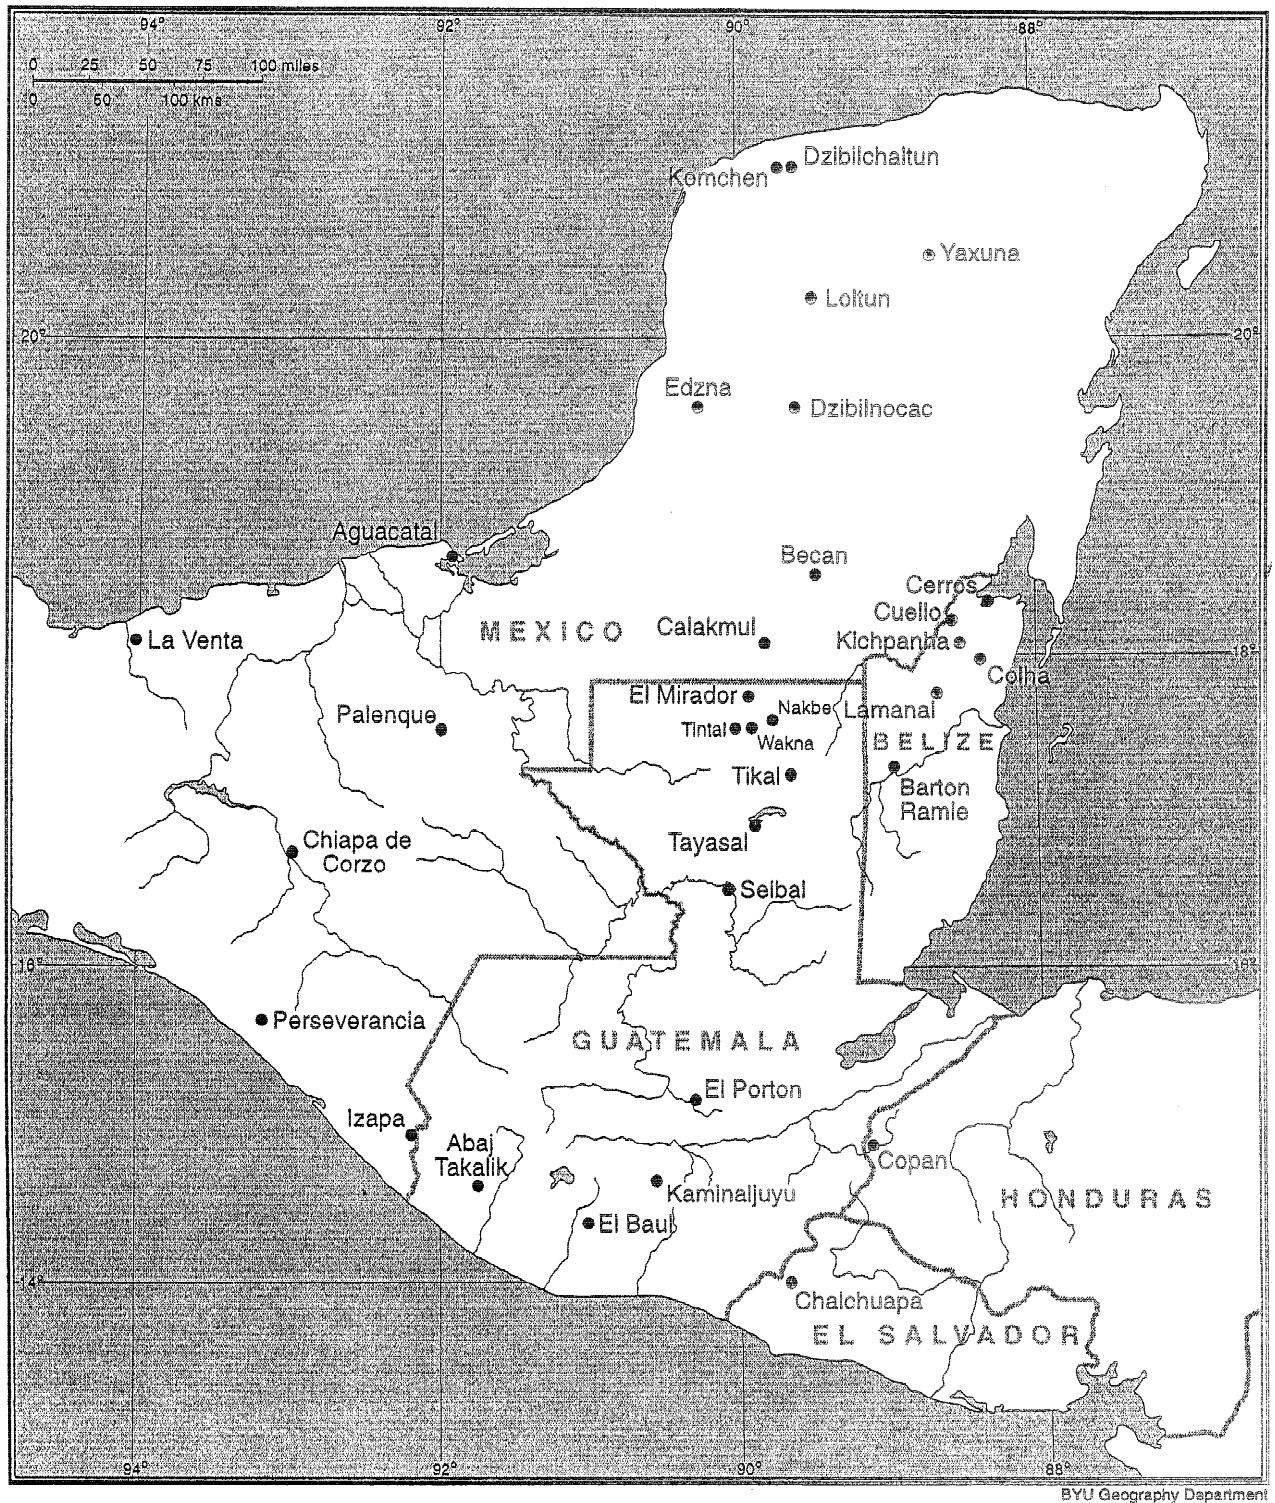 94° 92° 90° 88°
0 25 50 75 100 miles
0 50 100 kms
Dzibilchaltun
Komchen
Yaxuna
Loltun
20° 20°
Edzna
Dzibilnocac
Aguacatal
Becan
Cerros
Cuello
MEXICO
Calakmul
La Venta
Kichpanha
18°
Colha
El Mirador
Nakbe
Lamanai
Palenque
Tintal
Wakna
BELIZE
Tikal
Barton
Ramie
Chiapa de
Corzo
Tayasal
Seibal
16° 16°
Perseverancia
GUATEMALA
El Porton
Izapa
Abaj
Takalik
Copan
Kaminaljuyu
HONDURAS
El Baul
14°
Chalchuapa
EL SALVADOR
94° 92° 90° 88°
BYU Geography Department